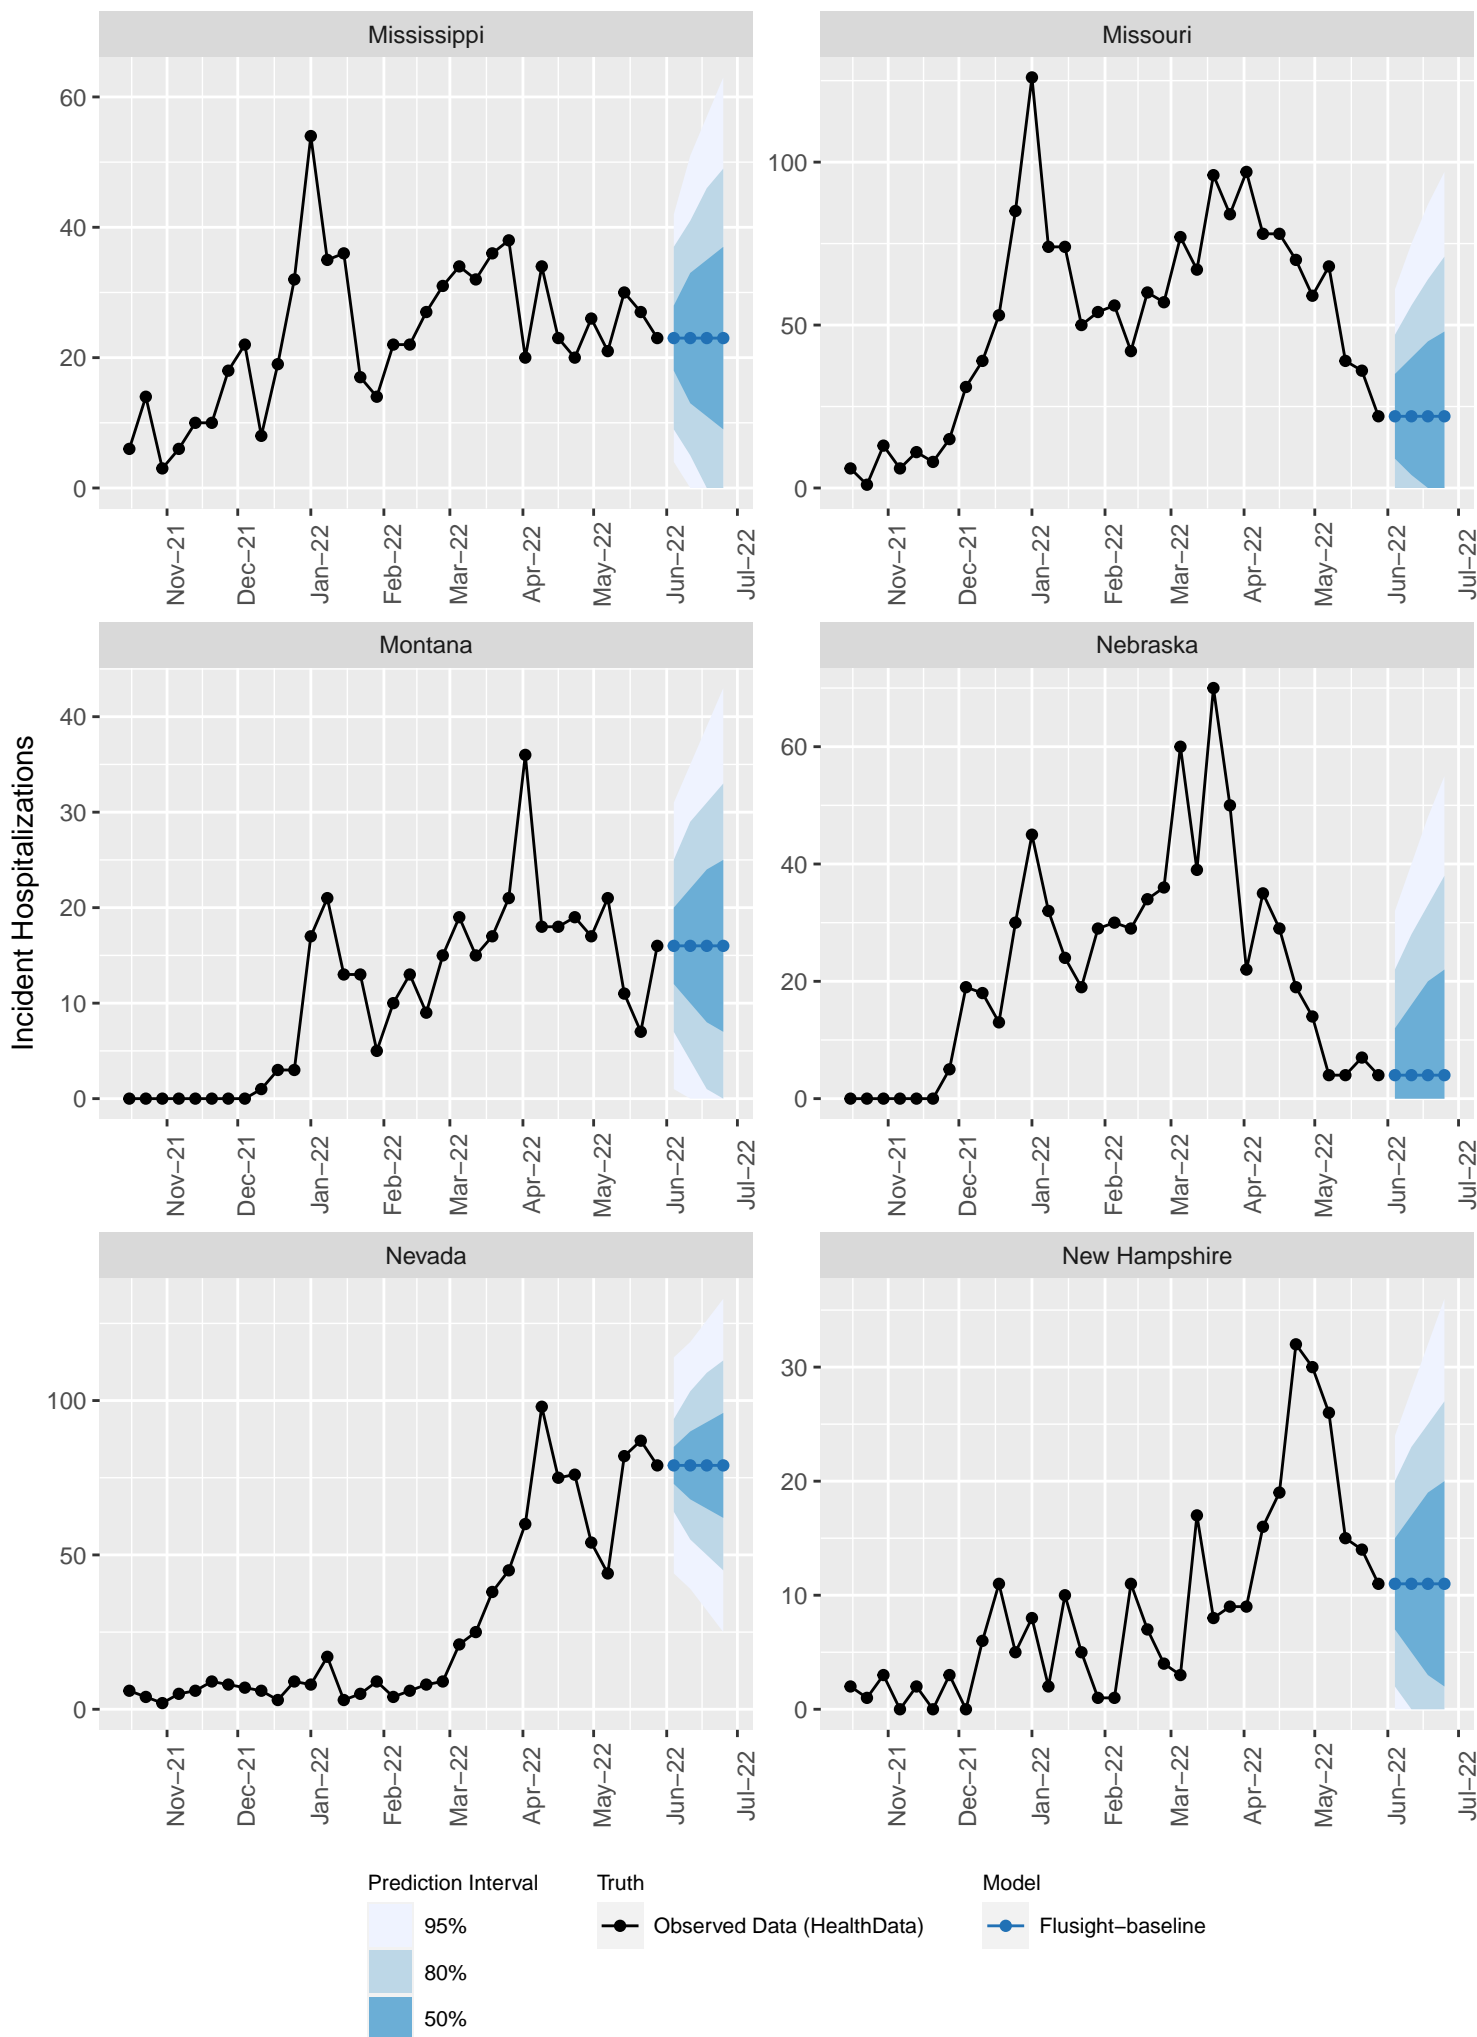 Mississippi
Missouri
60
40
20
0
100
50
0
Nov−21
Dec−21
Jan−22
Feb−22
Mar−22
Apr−22
May−22
Jun−22
Jul−22
Nov−21
Dec−21
Jan−22
Feb−22
Mar−22
Apr−22
May−22
Jun−22
Jul−22
Incident Hospitalizations
Montana
Nebraska
40
30
20
10
0
60
40
20
0
Nov−21
Dec−21
Jan−22
Feb−22
Mar−22
Apr−22
May−22
Jun−22
Jul−22
Nov−21
Dec−21
Jan−22
Feb−22
Mar−22
Apr−22
May−22
Jun−22
Jul−22
Nevada
New Hampshire
100
50
0
30
20
10
0
Nov−21
Dec−21
Jan−22
Feb−22
Mar−22
Apr−22
May−22
Jun−22
Jul−22
Nov−21
Dec−21
Jan−22
Feb−22
Mar−22
Apr−22
May−22
Jun−22
Jul−22
Prediction Interval
95%
80%
50%
Truth
Observed Data (HealthData)
Model
Flusight−baseline